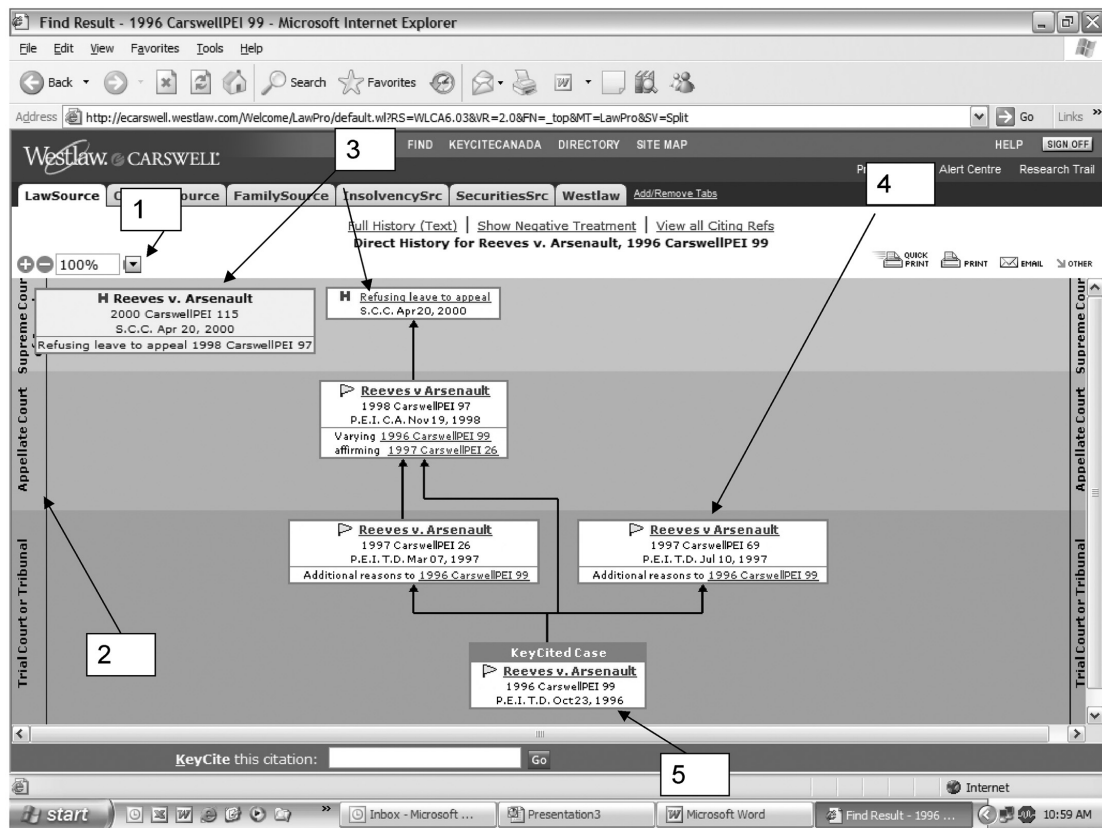 Find Result - 1996 CarswellPEI 99 - Microsoft Internet Explorer
File Edit View Favorites Tools Help
Back Search Favorites
Address http://ecarswell.westlaw.com/Welcome/LawPro/default.wl?RS=WLCA6.03&VR=2.0&FN=_top&MT=LawPro&SV=Split Go Links »
Westlaw. CARSWELL FIND KEYCITECANADA DIRECTORY SITE MAP HELP SIGN OFF
Alert Centre Research Trail
LawSource FamilySource InsolvencySrc SecuritiesSrc Westlaw Add/Remove Tabs
1
2
3
4
5
Full History (Text) | Show Negative Treatment | View all Citing Refs
Direct History for Reeves v. Arsenault, 1996 CarswellPEI 99
100%
QUICK PRINT PRINT EMAIL OTHER
Supreme Cour
H Reeves v. Arsenault
2000 CarswellPEI 115
S.C.C. Apr 20, 2000
Refusing leave to appeal 1998 CarswellPEI 97
H Refusing leave to appeal
S.C.C. Apr 20, 2000
Supreme Cour
Appellate Court
Reeves v Arsenault
1998 CarswellPEI 97
P.E.I. C.A. Nov 19, 1998
Varying 1996 CarswellPEI 99
affirming 1997 CarswellPEI 26
Appellate Court
Trial Court or Tribunal
Reeves v. Arsenault
1997 CarswellPEI 26
P.E.I. T.D. Mar 07, 1997
Additional reasons to 1996 CarswellPEI 99
Reeves v Arsenault
1997 CarswellPEI 69
P.E.I. T.D. Jul 10, 1997
Additional reasons to 1996 CarswellPEI 99
Trial Court or Tribunal
KeyCited Case
Reeves v. Arsenault
1996 CarswellPEI 99
P.E.I. T.D. Oct 23, 1996
KeyCite this citation: Go
Internet
start » Inbox - Microsoft ... Presentation3 Microsoft Word Find Result - 1996 ... 10:59 AM